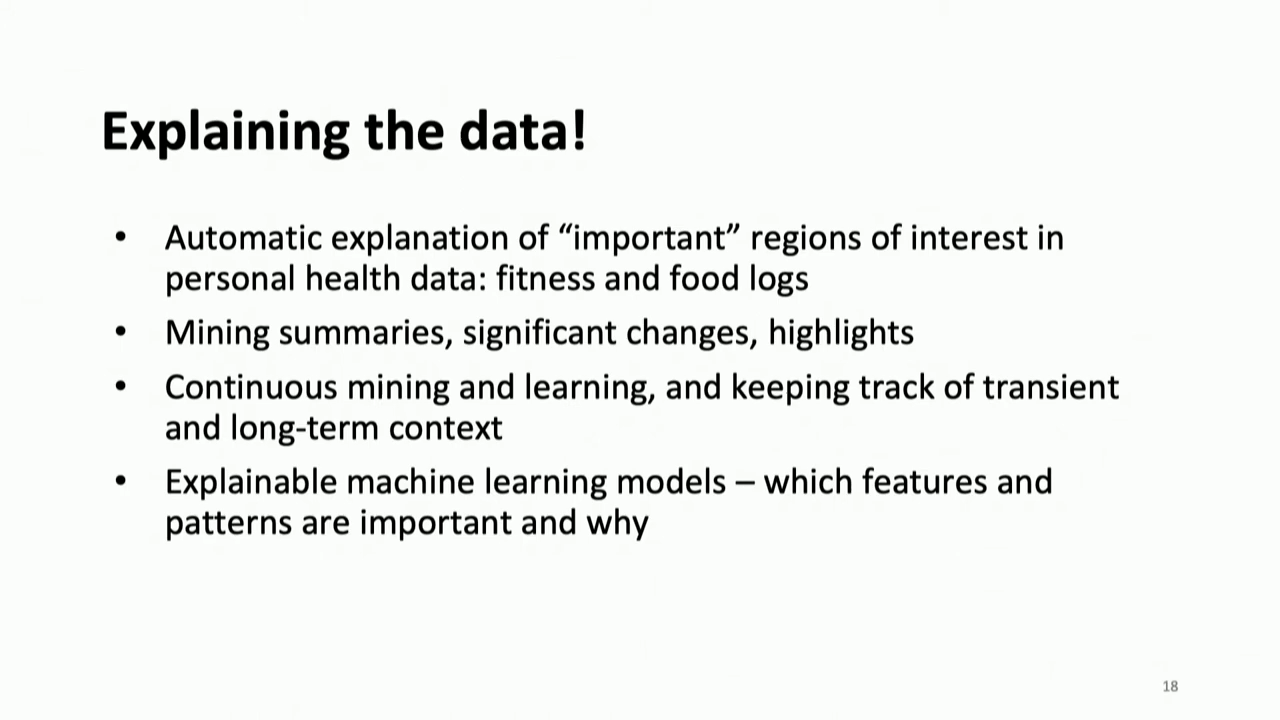 Explaining the data!
• Automatic explanation of “important” regions of interest in
personal health data: fitness and food logs
• Mining summaries, significant changes, highlights
• Continuous mining and learning, and keeping track of transient
and long-term context
• Explainable machine learning models – which features and
patterns are important and why
18